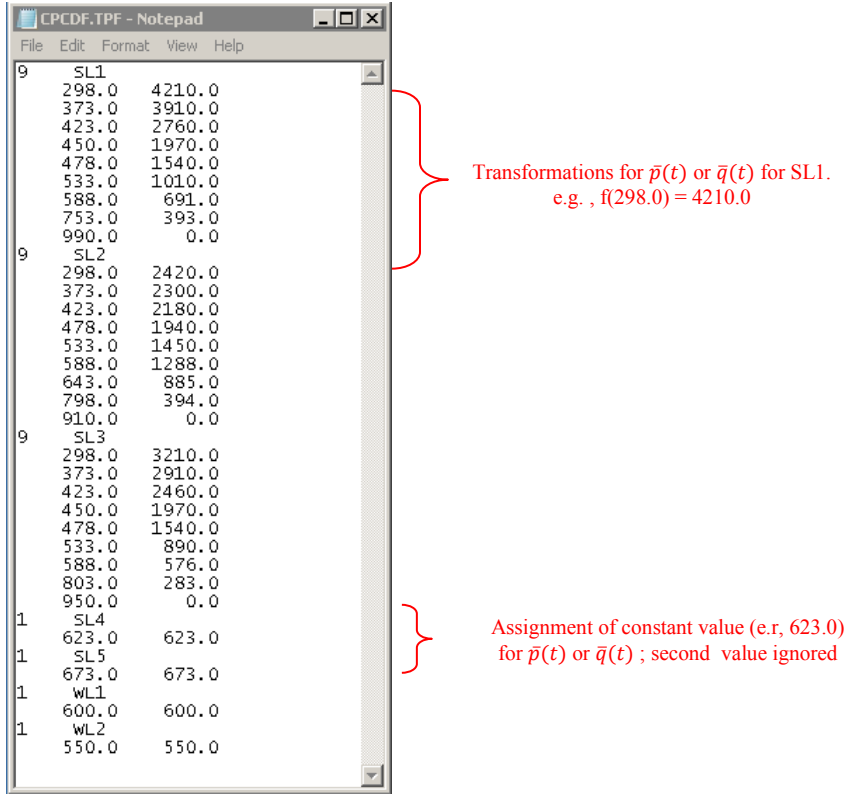 CPCDF.TPF - Notepad
File Edit Format View Help
9 SL1
298.0 4210.0
373.0 3910.0
423.0 2760.0
450.0 1970.0
478.0 1540.0
533.0 1010.0
588.0 691.0
753.0 393.0
990.0 0.0
9 SL2
298.0 2420.0
373.0 2300.0
423.0 2180.0
478.0 1940.0
533.0 1450.0
588.0 1288.0
643.0 885.0
798.0 394.0
910.0 0.0
9 SL3
298.0 3210.0
373.0 2910.0
423.0 2460.0
450.0 1970.0
478.0 1540.0
533.0 890.0
588.0 576.0
803.0 283.0
950.0 0.0
1 SL4
623.0 623.0
1 SL5
673.0 673.0
1 WL1
600.0 600.0
1 WL2
550.0 550.0
Transformations for p̄(t) or q̄(t) for SL1.
e.g. , f(298.0) = 4210.0
Assignment of constant value (e.r, 623.0)
for p̄(t) or q̄(t) ; second value ignored